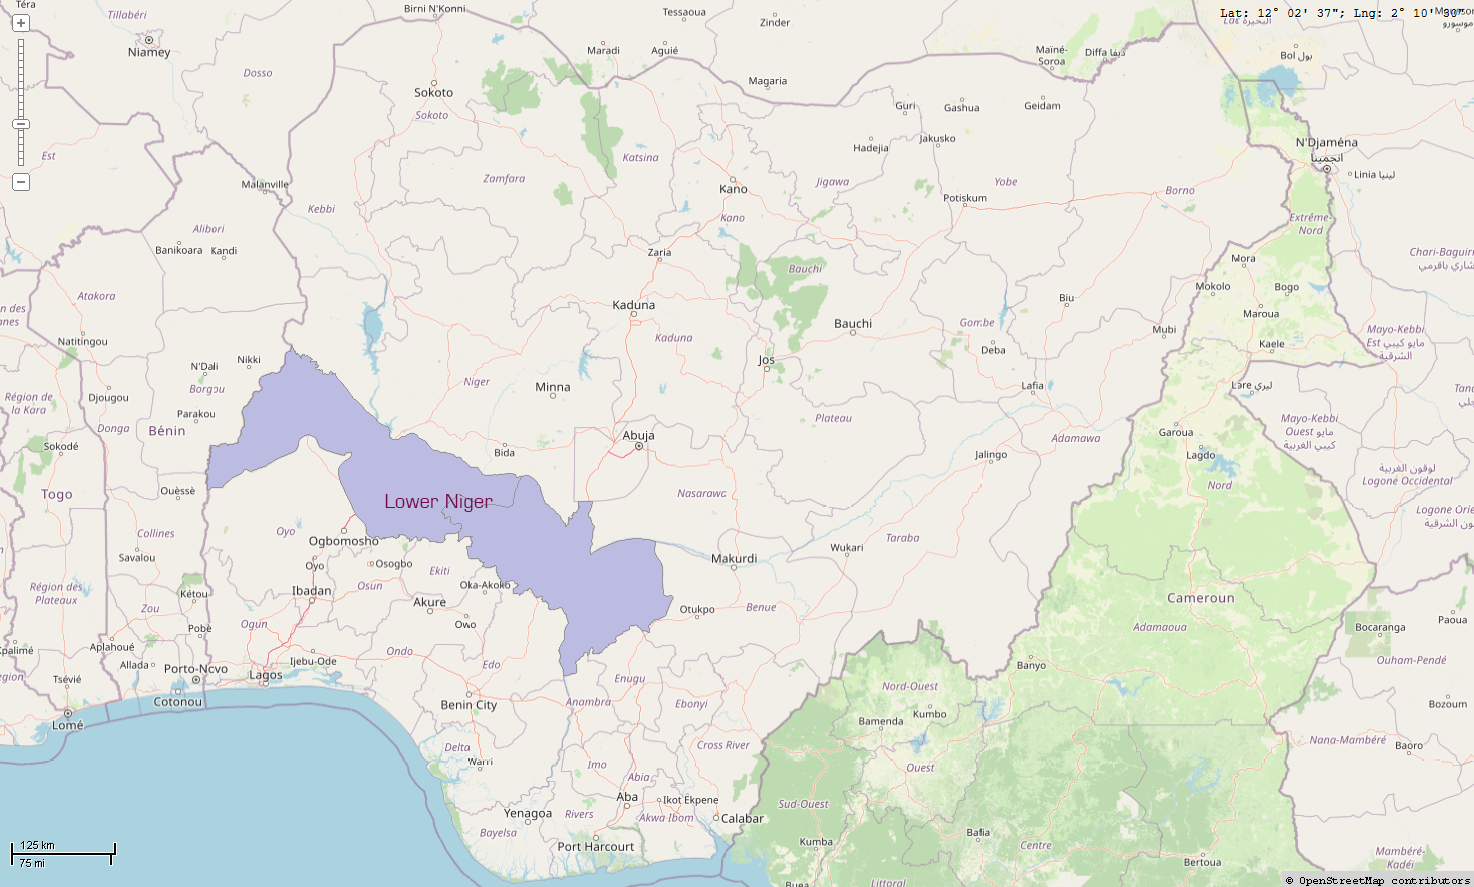 Téra
Tillabéri
Birni N'Konni
Tessaoua
Zinder
Lat: 12° 02' 37"; Lng: 2° 10' 30"
Niamey
Dosso
Maradi
Aguié
Maïné-
Soroa
Diffa ديفا
Bol بول
Magaria
Sokoto
Sokoto
Guri
Gashua
Geidam
Est
Katsina
Hadejia
Jakusko
N'Djaména
انجمينا
Linia لينيا
Malanville
Zamfara
Kano
Jigawa
Yobe
Borno
Potiskum
Kebbi
Kano
Extrême-
Nord
Alibori
Banikoara
Kandi
Zaria
Bauchi
Mora
Chari-Baguir
Atakora
Kaduna
Mokolo
Bogo
Biu
Maroua
Natitingou
Kaduna
Bauchi
Gombe
Mubi
Kaele
Mayo-Kebbi
Est مايو كيبي
الشرقية
Nikki
N'Dali
Jos
Deba
Borgou
Niger
Minna
Lafia
Lere ليري
Région de
la Kara
Djougou
Parakou
Plateau
Mayo-Kebbi
Ouest مايو
كيبي الغربية
Donga
Bénin
Abuja
Garoua
Adamawa
Sokodé
Bida
Jalingo
Lagdo
Ouèssè
Togo
Lower Niger
Nasarawa
Nord
لوقون الغربية
Logone Occidental
Collines
Oyo
Logone Orie
Ogbomosho
Taraba
Savalou
Makurdi
Wukari
Oyo
Osogbo
Ekiti
Région des
Plateaux
Kétou
Ibadan
Osun
Oka-Akoko
Zou
Akure
Otukpo
Benue
Cameroun
Pobè
Ogun
Owo
Adamaoua
Bocaranga
Paoua
Aplahoué
Kpalimé
Allada
Porto-Novo
Ijebu-Ode
Ondo
Edo
Banyo
Ouham-Pendé
Tsévié
Lagos
Enugu
Nord-Ouest
Cotonou
Benin City
Anambra
Ebonyi
Kumbo
Bozoum
Lomé
Bamenda
Delta
Cross River
Nana-Mambéré
Baoro
Warri
Imo
Abia
Ouest
Aba
Ikot Ekpene
Sud-Ouest
Yenagoa
Rivers
Akwa Ibom
Calabar
Bayelsa
Bafia
Port Harcourt
Kumba
Centre
125 km
75 mi
Mambéré-
Kadéï
Bertoua
Buea
Littoral
© OpenStreetMap contributors